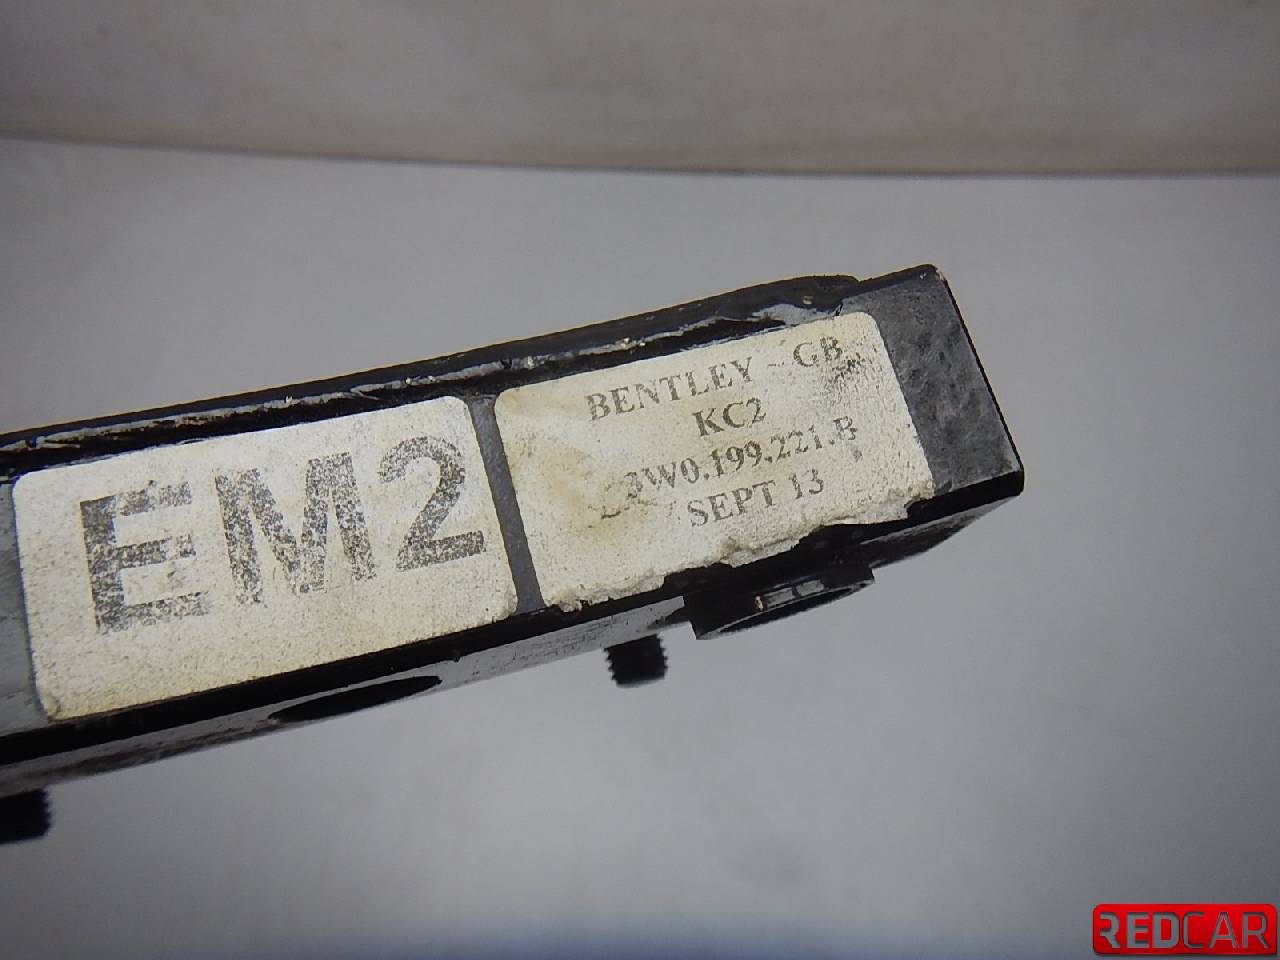 EM2
BENTLEY - GB
KC2
3W0.199.221.B
SEPT 13
REDCAR